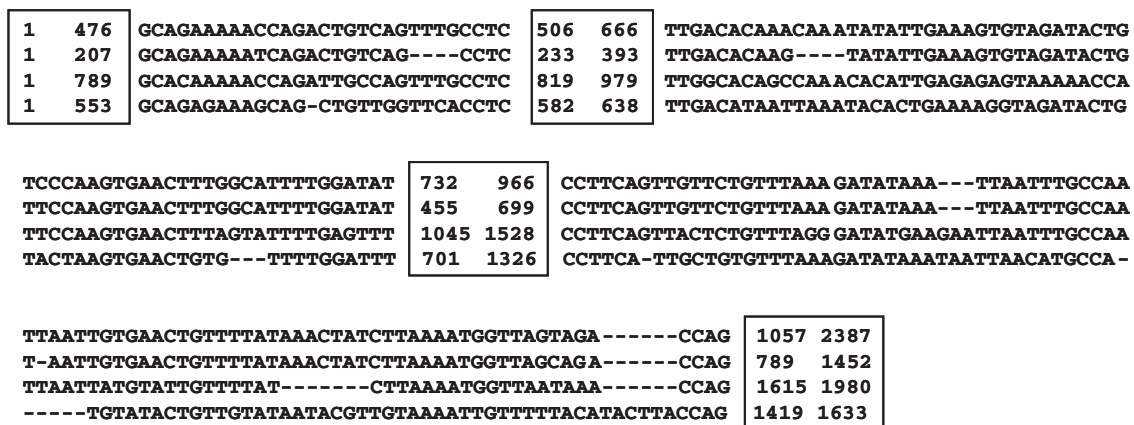 1 476 GCAGAAAAACCAGACTGTCAGTTTGCCTC 506 666 TTGACACAAACAAATATATTGAAAGTGTAGATACTG
1 207 GCAGAAAAATCAGACTGTCAG----CCTC 233 393 TTGACACAAG----TATATTGAAAGTGTAGATACTG
1 789 GCACAAAAACCAGATTGCCAGTTTGCCTC 819 979 TTGGCACAGCCAAACACATTGAGAGAGTAAAAACCA
1 553 GCAGAGAAAGCAG-CTGTTGGTTCACCTC 582 638 TTGACATAATTAAATACACTGAAAAGGTAGATACTG
TCCCAAGTGAACTTTGGCATTTTGGATAT 732 966 CCTTCAGTTGTTCTGTTTAAAGATATAAA---TTAATTTGCCAA
TTCCAAGTGAACTTTGGCATTTTGGATAT 455 699 CCTTCAGTTGTTCTGTTTAAAGATATAAA---TTAATTTGCCAA
TTCCAAGTGAACTTTAGTATTTTGAGTTT 1045 1528 CCTTCAGTTACTCTGTTTAGGGATATGAAGAATTAATTTGCCAA
TACTAAGTGAACTGTG---TTTTGGATTT 701 1326 CCTTCA-TTGCTGTGTTTAAAGATATAAATAATTAACATGCCA-
TTAATTGTGAACTGTTTTATAAACTATCTTAAAATGGTTAGTAGA------CCAG 1057 2387
T-AATTGTGAACTGTTTTATAAACTATCTTAAAATGGTTAGCAGA------CCAG 789 1452
TTAATTATGTATTGTTTTAT-------CTTAAAATGGTTAATAAA------CCAG 1615 1980
-----TGTATACTGTTGTATAATACGTTGTAAAATTGTTTTTACATACTTACCAG 1419 1633